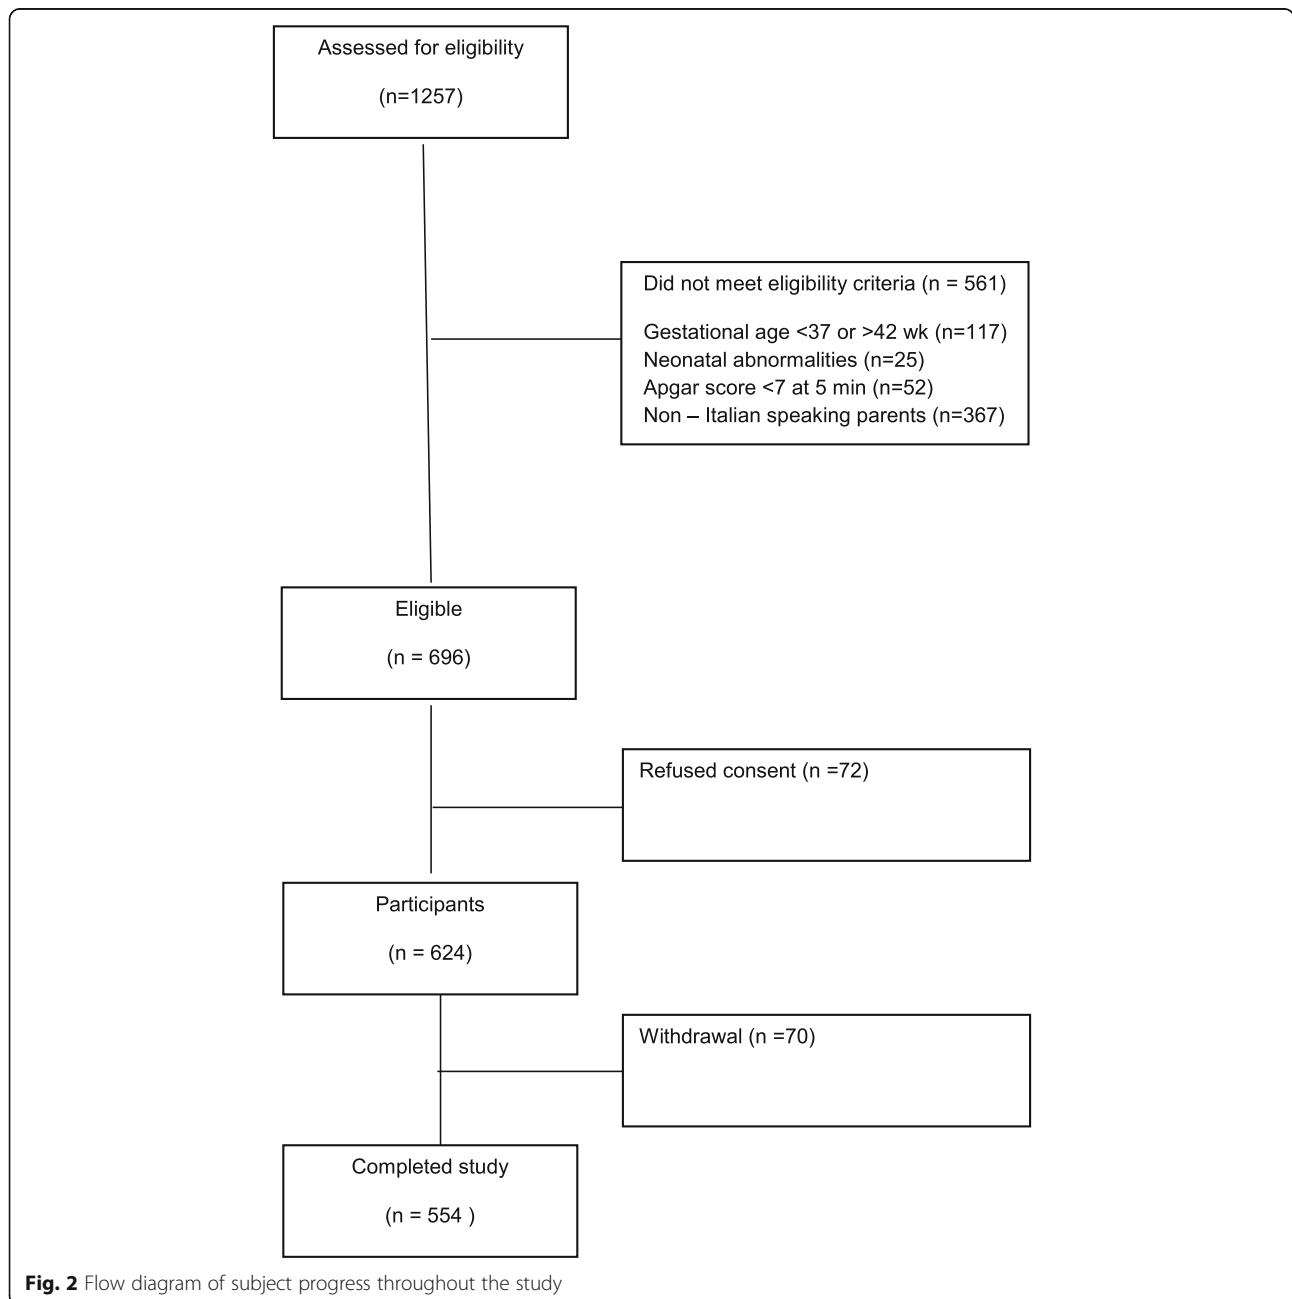 Assessed for eligibility
(n=1257)
Did not meet eligibility criteria (n = 561)
Gestational age <37 or >42 wk (n=117)
Neonatal abnormalities (n=25)
Apgar score <7 at 5 min (n=52)
Non – Italian speaking parents (n=367)
Eligible
(n = 696)
Refused consent (n =72)
Participants
(n = 624)
Withdrawal (n =70)
Completed study
(n = 554 )
Fig. 2 Flow diagram of subject progress throughout the study